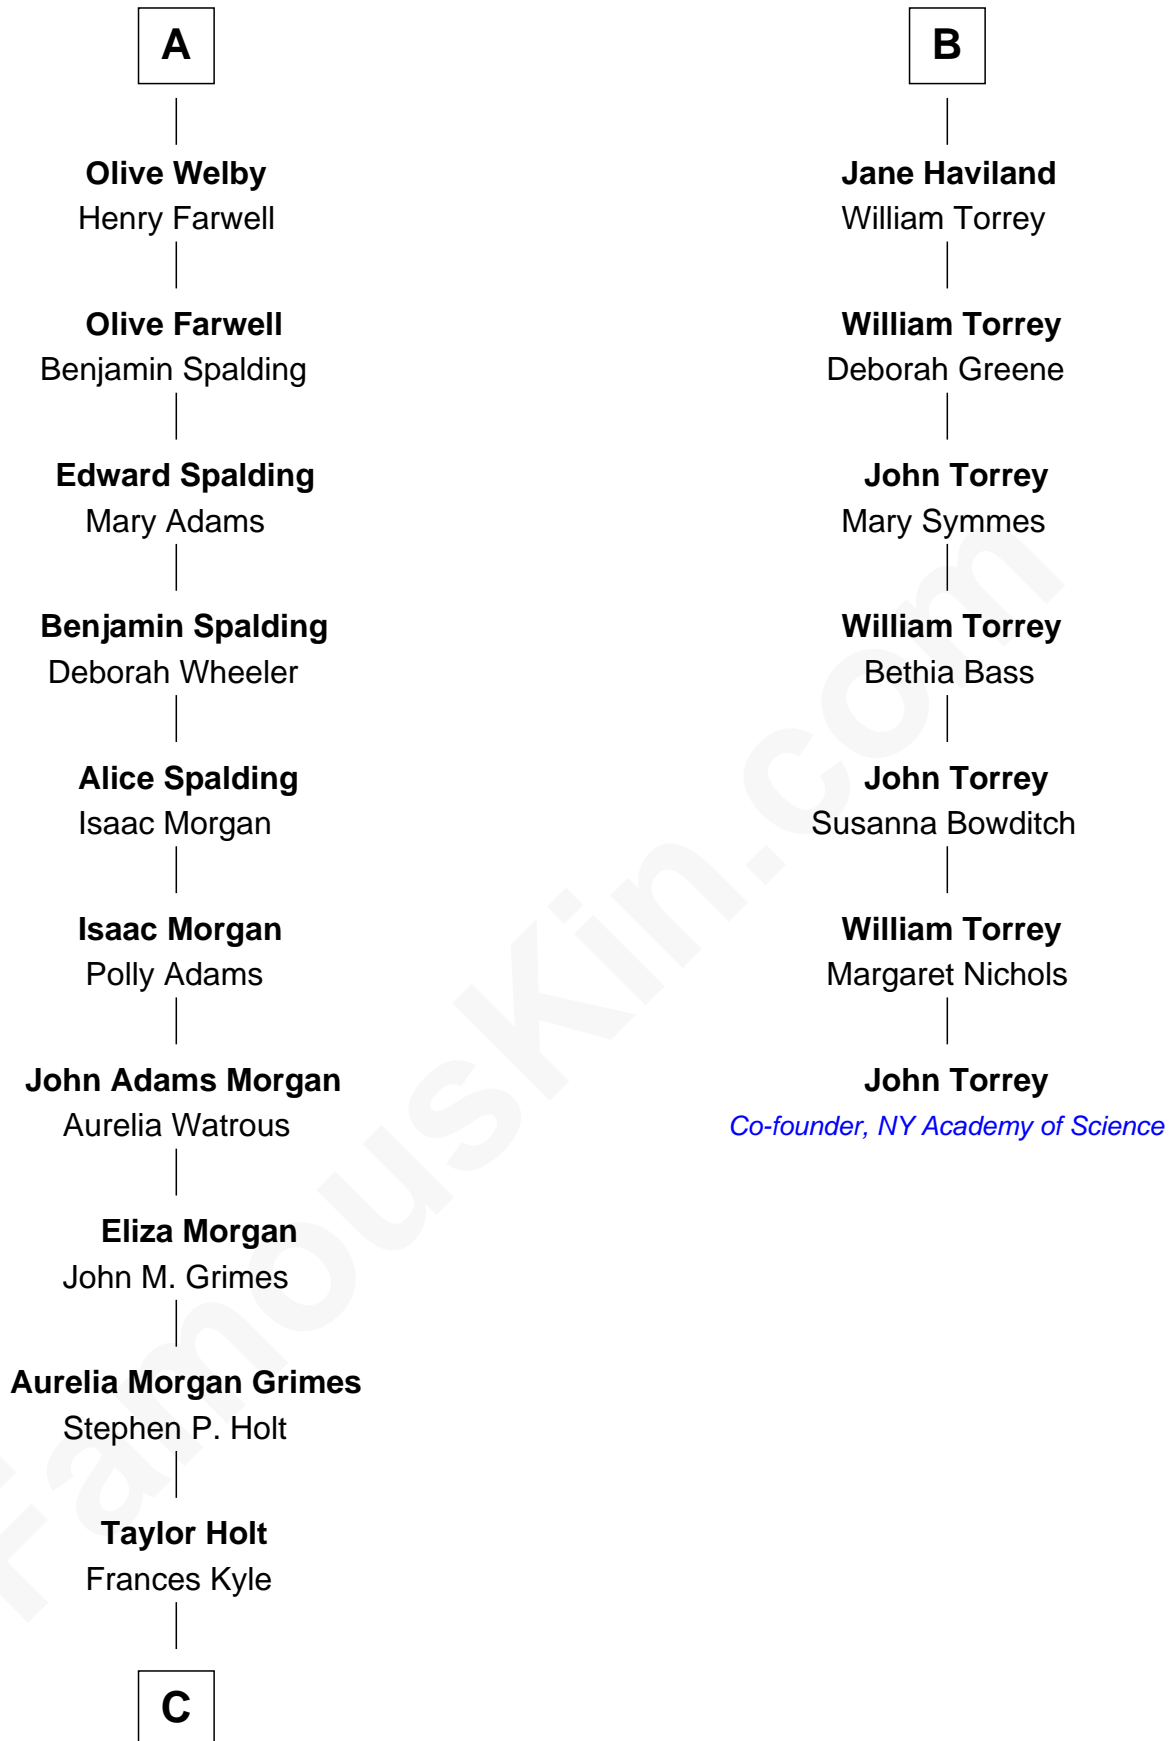 A
Olive Welby
Henry Farwell
Olive Farwell
Benjamin Spalding
Edward Spalding
Mary Adams
Benjamin Spalding
Deborah Wheeler
Alice Spalding
Isaac Morgan
Isaac Morgan
Polly Adams
John Adams Morgan
Aurelia Watrous
Eliza Morgan
John M. Grimes
Aurelia Morgan Grimes
Stephen P. Holt
Taylor Holt
Frances Kyle
C
B
Jane Haviland
William Torrey
William Torrey
Deborah Greene
John Torrey
Mary Symmes
William Torrey
Bethia Bass
John Torrey
Susanna Bowditch
William Torrey
Margaret Nichols
John Torrey
Co-founder, NY Academy of Science
FamousKin.com